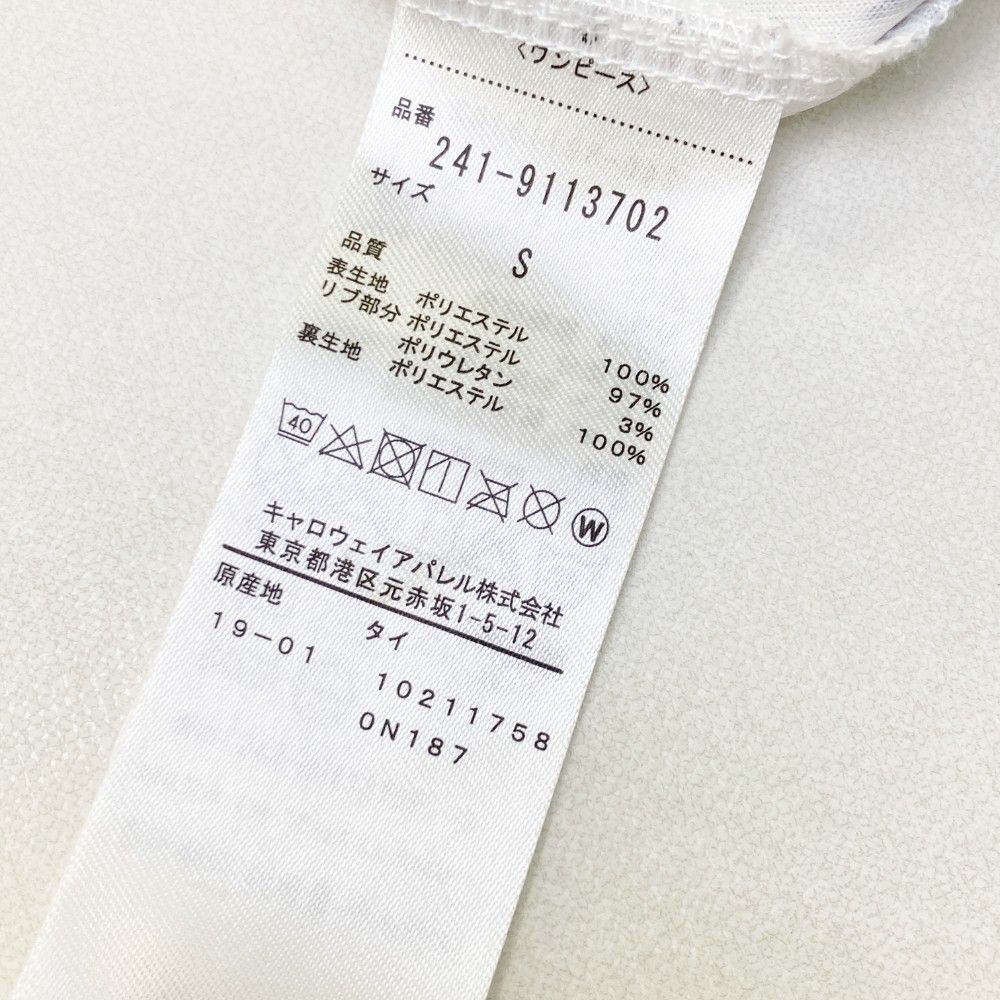 〈ワンピース〉
品番
241-9113702
サイズ
S
品質
表生地 ポリエステル 100%
リブ部分 ポリエステル 97%
ポリウレタン 3%
裏生地 ポリエステル 100%
40
W
キャロウェイアパレル株式会社
東京都港区元赤坂1-5-12
原産地 タイ
19-01 10211758
0N187